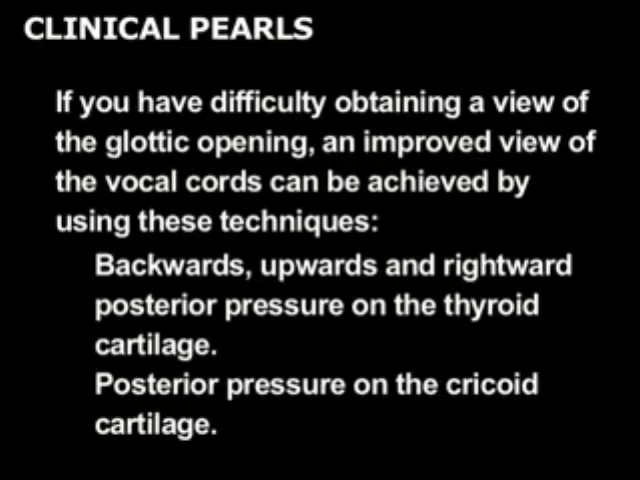 CLINICAL PEARLS
If you have difficulty obtaining a view of
the glottic opening, an improved view of
the vocal cords can be achieved by
using these techniques:
Backwards, upwards and rightward
posterior pressure on the thyroid
cartilage.
Posterior pressure on the cricoid
cartilage.